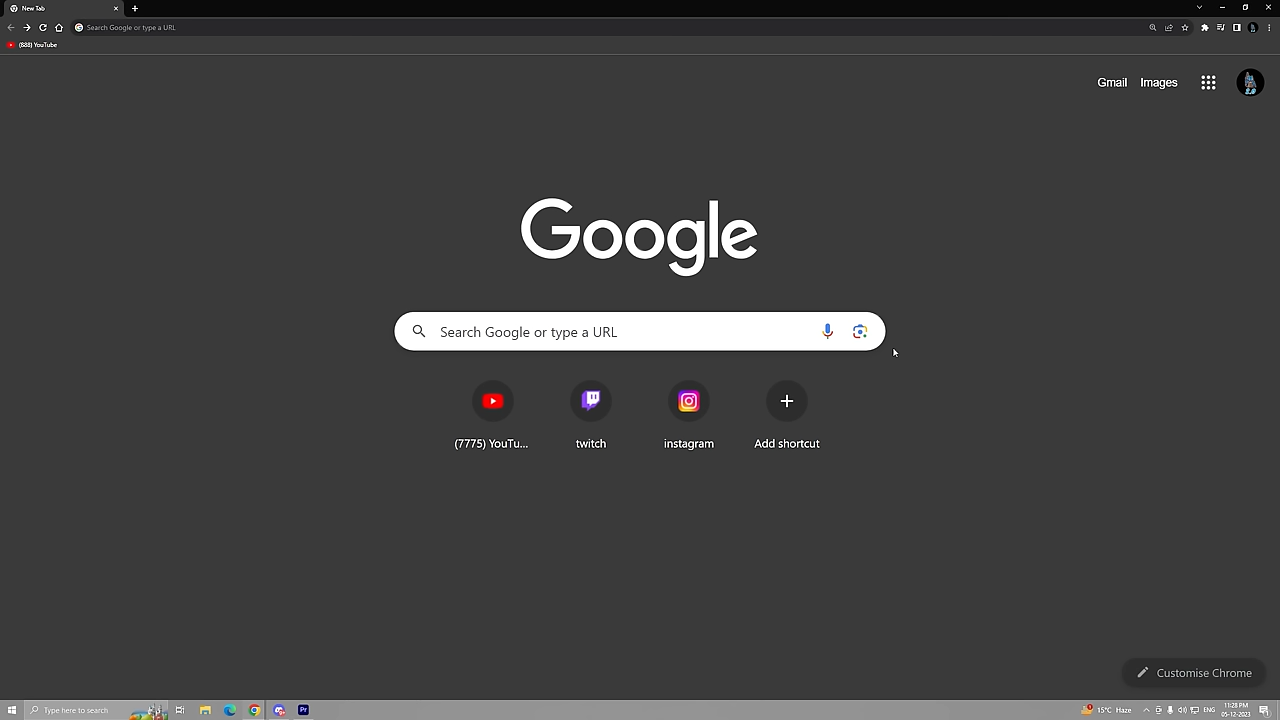 New Tab
Search Google or type a URL
(888) YouTube
Gmail
Images
Google
Search Google or type a URL
(7775) YouTu...
twitch
instagram
Add shortcut
Customise Chrome
Type here to search
Pr
15°C Haze
ENG
11:28 PM
05-12-2023